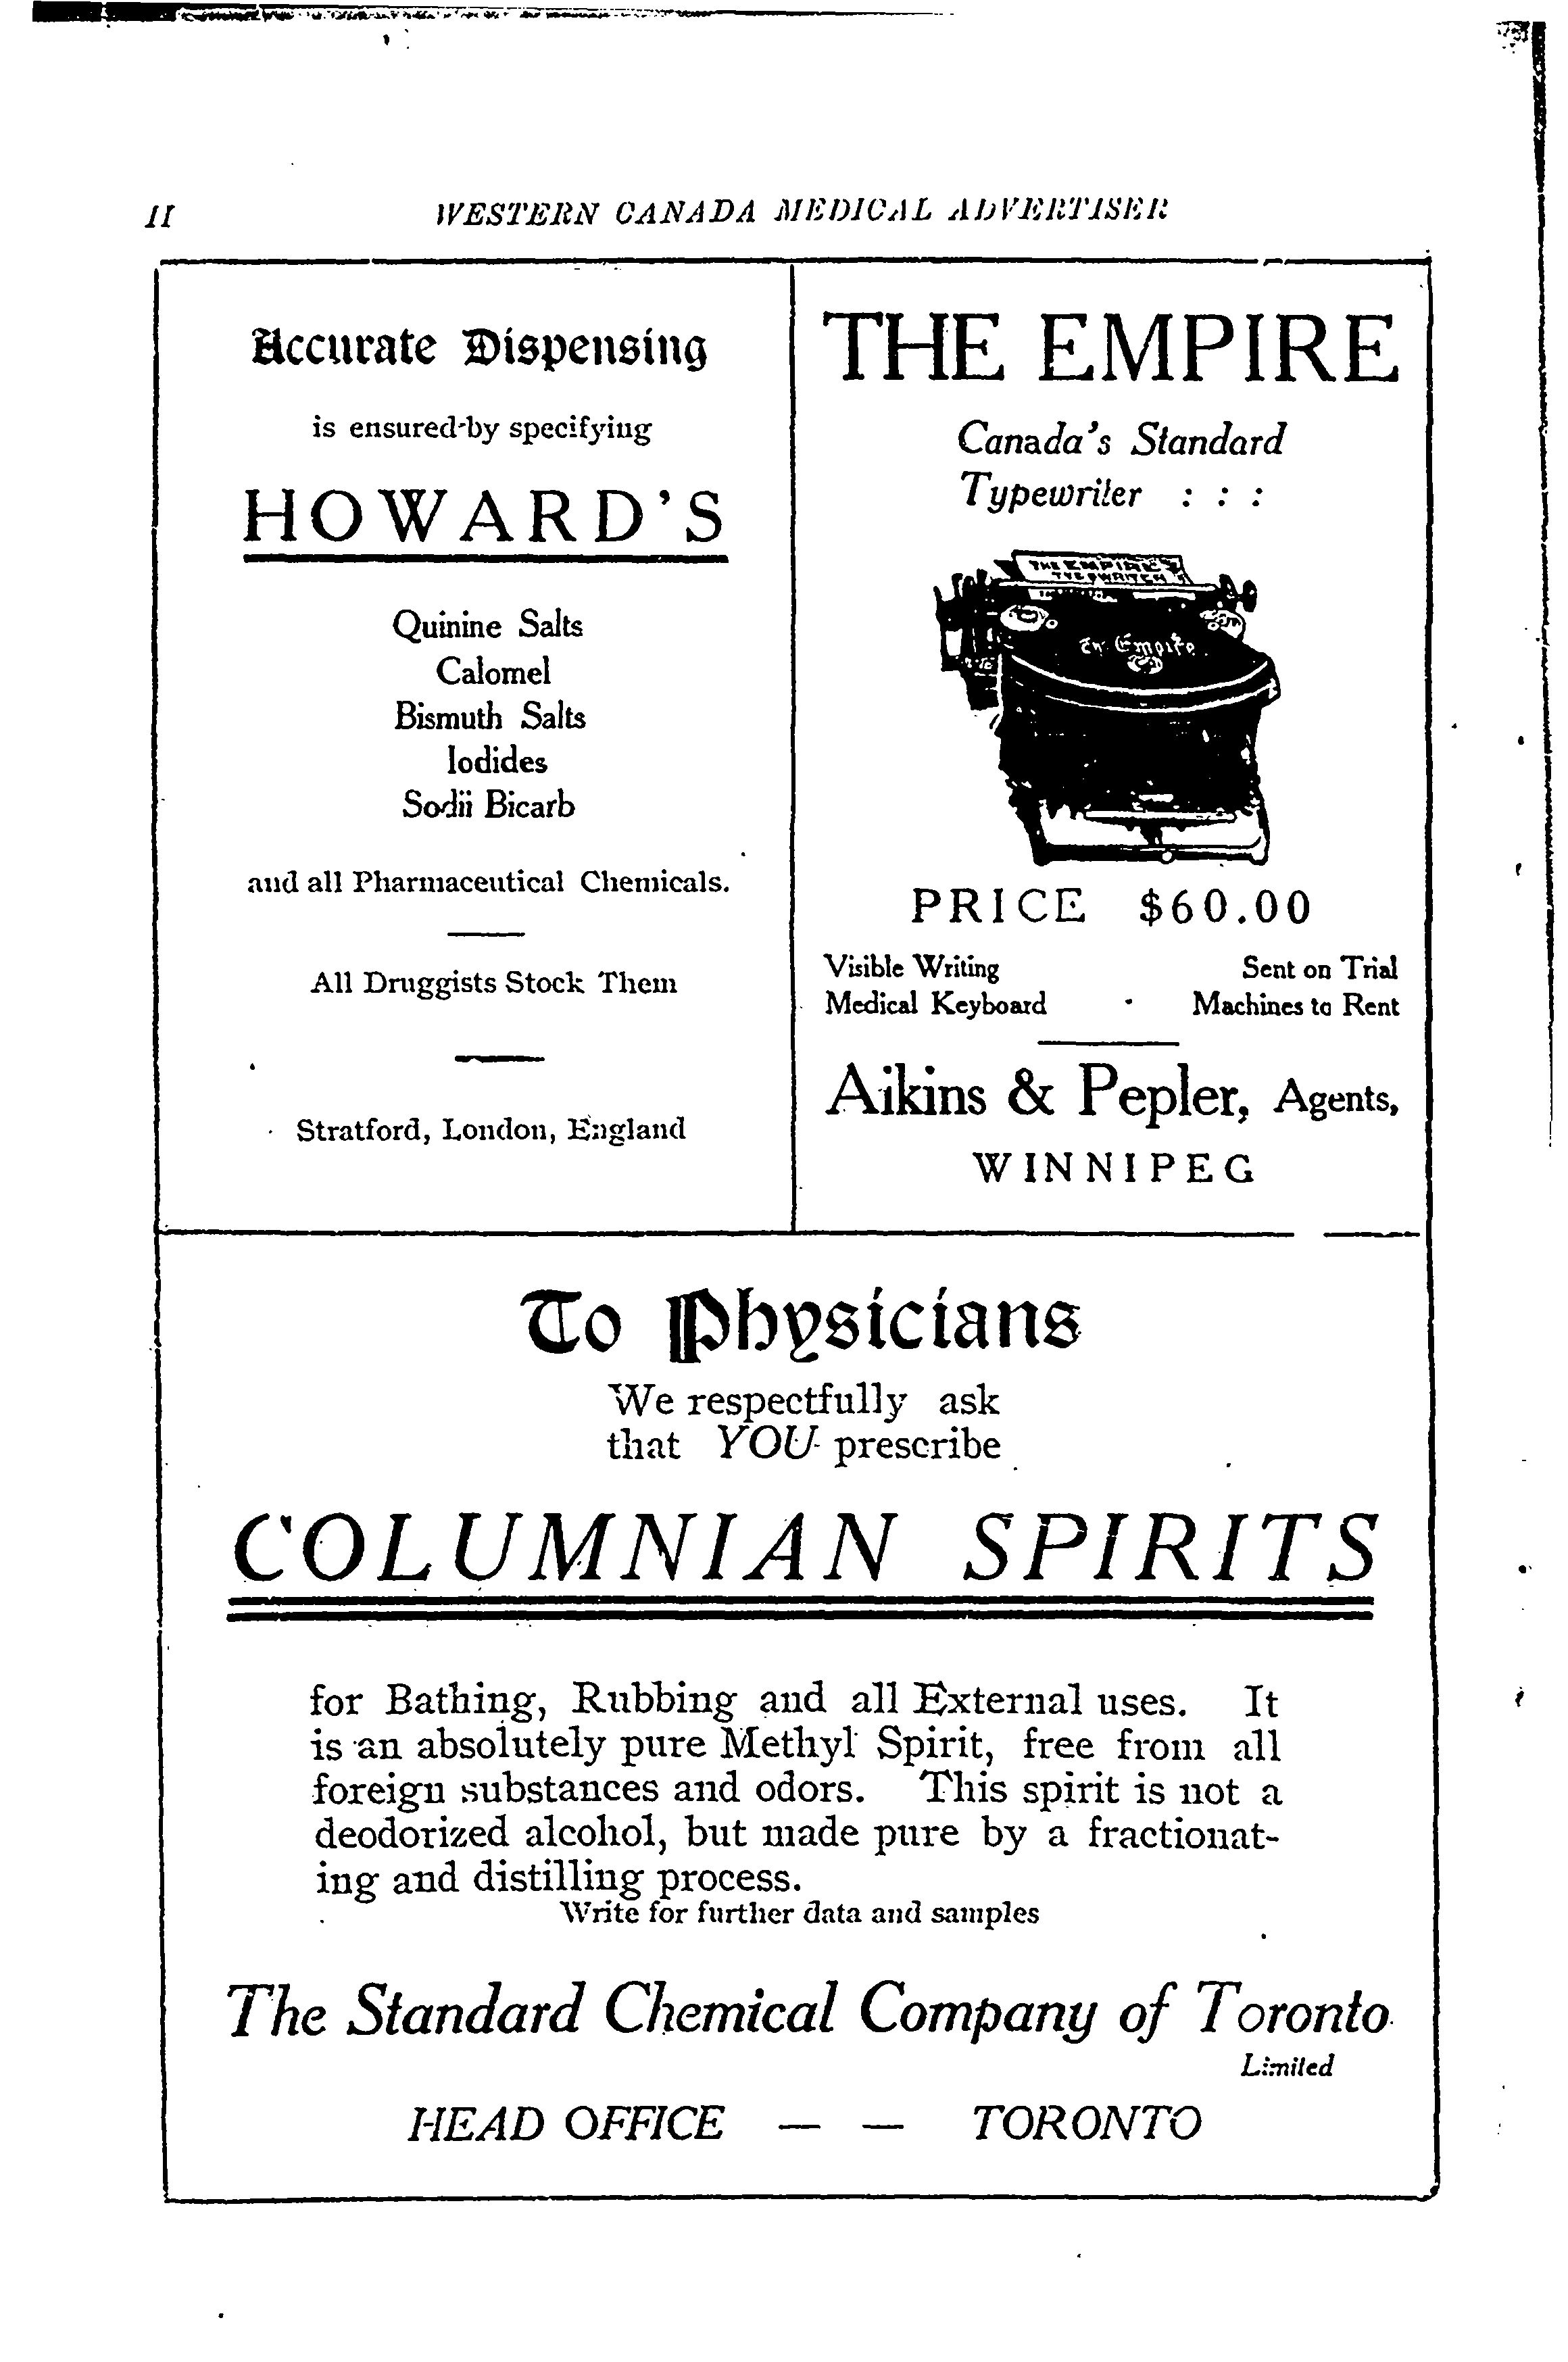 II
WESTERN CANADA MEDICAL ADVERTISER
Accurate Dispensing
is ensured by specifying
HOWARD'S
Quinine Salts
Calomel
Bismuth Salts
Iodides
Sodii Bicarb
and all Pharmaceutical Chemicals.
All Druggists Stock Them
Stratford, London, England
THE EMPIRE
Canada's Standard
Typewriter : : :
THE EMPIRE
TYPEWRITER
The Empire
PRICE $60.00
Visible Writing Sent on Trial
Medical Keyboard Machines to Rent
Aikins & Pepler, Agents,
WINNIPEG
To Physicians
We respectfully ask
that YOU prescribe
COLUMNIAN SPIRITS
for Bathing, Rubbing and all External uses. It
is an absolutely pure Methyl Spirit, free from all
foreign substances and odors. This spirit is not a
deodorized alcohol, but made pure by a fractionat-
ing and distilling process.
Write for further data and samples
The Standard Chemical Company of Toronto
Limited
HEAD OFFICE — — TORONTO